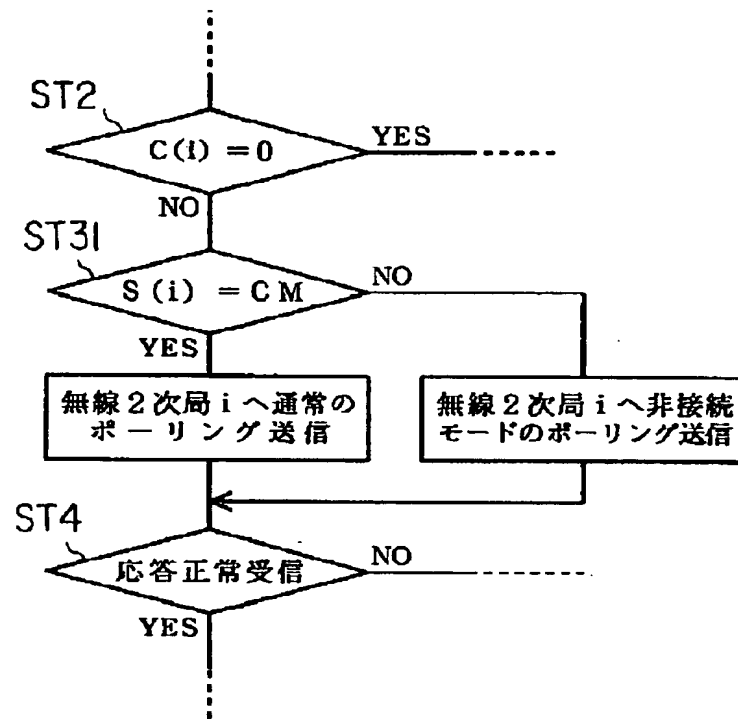 ST2
C(i) = 0
YES
NO
ST31
S(i) = CM
NO
YES
無線2次局iへ通常の
ポーリング送信
無線2次局iへ非接続
モードのポーリング送信
ST4
応答正常受信
NO
YES